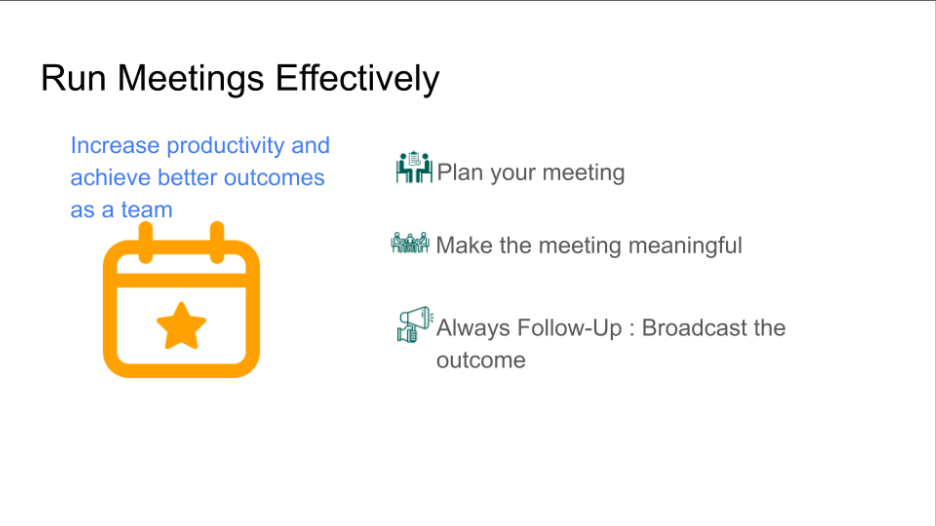 Run Meetings Effectively
Increase productivity and
achieve better outcomes
as a team
Plan your meeting
Make the meeting meaningful
Always Follow-Up : Broadcast the
outcome